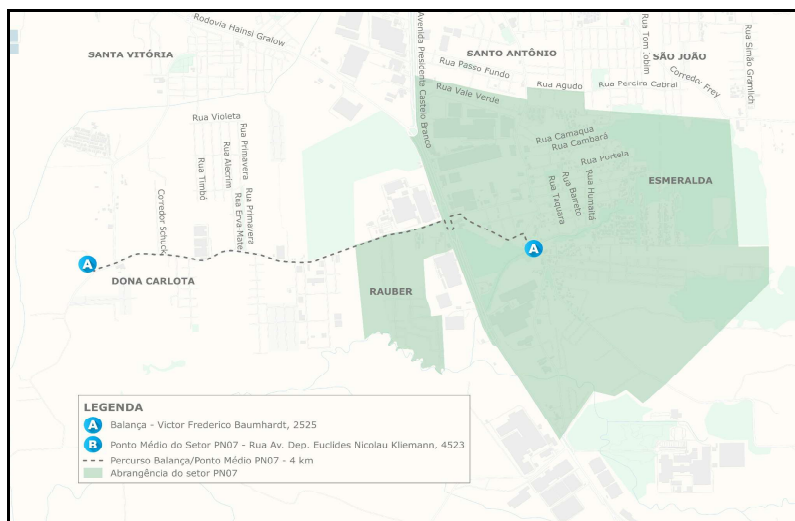 Rodovia Hainsi Gralow
SANTA VITÓRIA
Avenida Presidente Castelo Branco
SANTO ANTÔNIO
Rua Tom Jobim
SÃO JOÃO
Rua Simão Gramlich
Rua Passo Fundo
Corredor Frey
Rua Vale Verde
Rua Agudo
Rua Pereira Cabral
Rua Violeta
Rua Primavera
Rua Alecrim
Rua Timbó
Rua Camaqua
Rua Cambará
Rua Portela
Rua Humaitá
Rua Barreto
Rua Taquara
ESMERALDA
Corredor Schuck
Rua Primavera
Rua Erva-Mate
A
A
DONA CARLOTA
RAUBER
LEGENDA
A Balança - Victor Frederico Baumhardt, 2525
B Ponto Médio do Setor PN07 - Rua Av. Dep. Euclides Nicolau Kliemann, 4523
Percurso Balança/Ponto Médio PN07 - 4 km
Abrangência do setor PN07